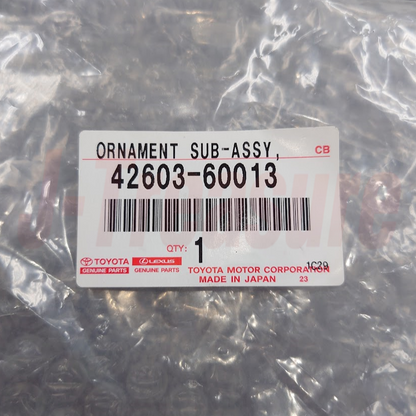 ORNAMENT SUB-ASSY, CB
42603-60013
QTY: 1
TOYOTA LEXUS
GENUINE PARTS GENUINE PARTS
TOYOTA MOTOR CORPORATION 1C29
MADE IN JAPAN 23